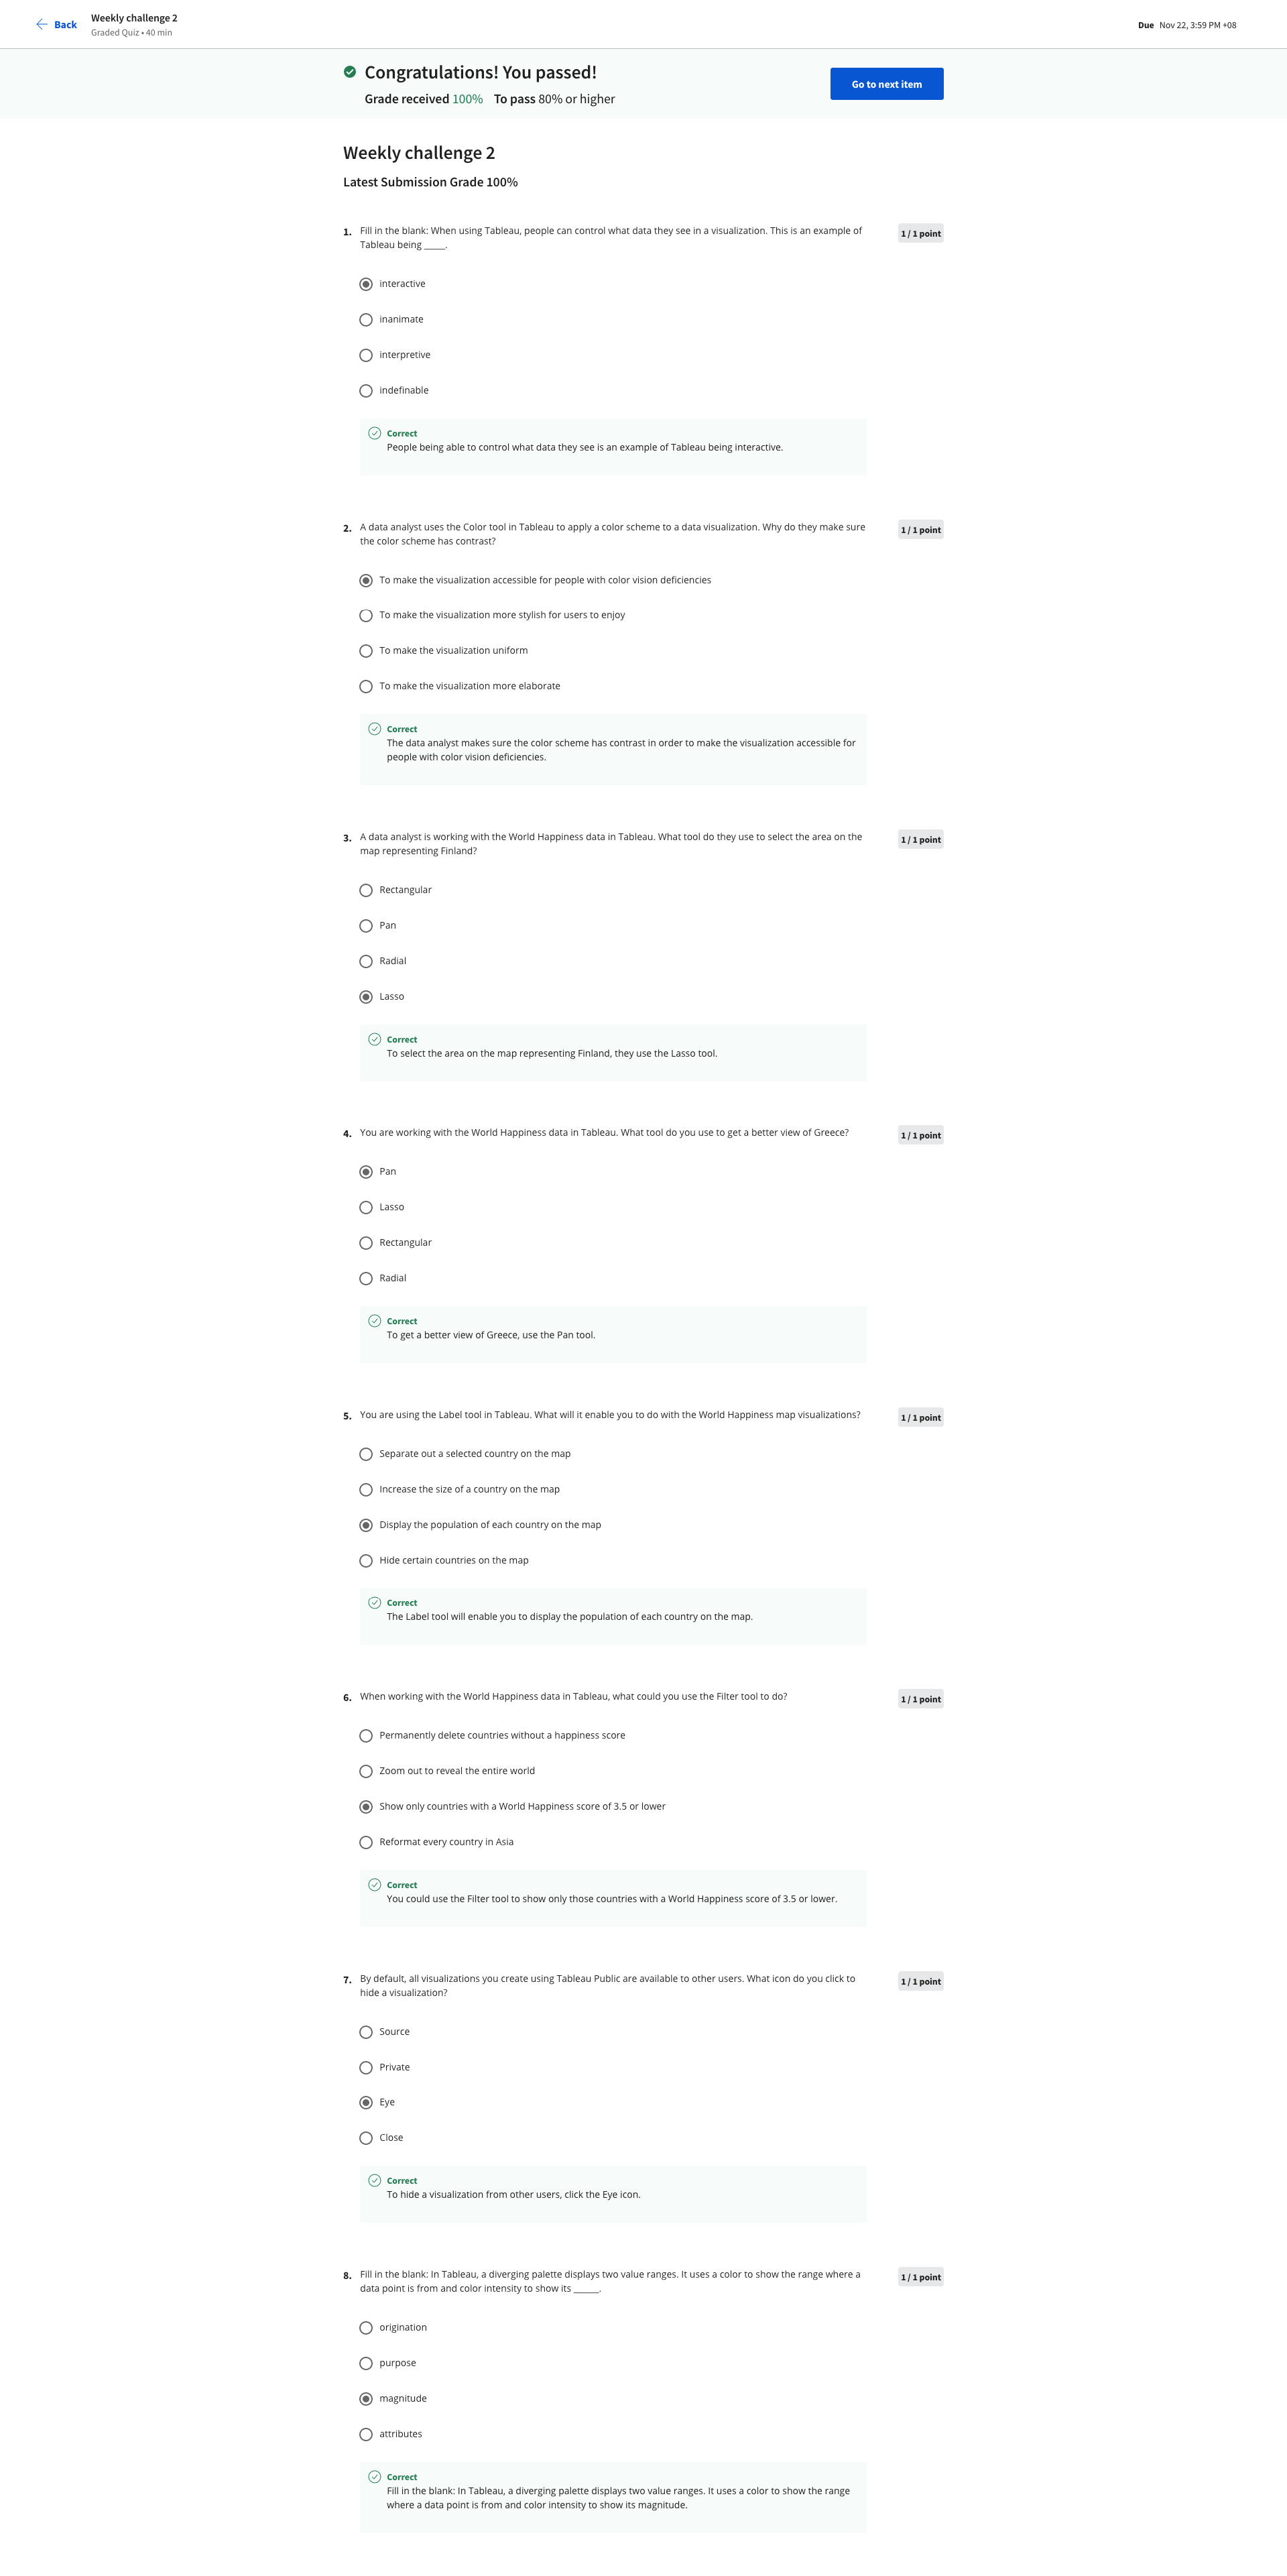 Back
Weekly challenge 2
Graded Quiz • 40 min
Due Nov 22, 3:59 PM +08
Congratulations! You passed!
Grade received 100% To pass 80% or higher
Go to next item
Weekly challenge 2
Latest Submission Grade 100%
1. Fill in the blank: When using Tableau, people can control what data they see in a visualization. This is an example of
Tableau being _____.
1 / 1 point
interactive
inanimate
interpretive
indefinable
Correct
People being able to control what data they see is an example of Tableau being interactive.
2. A data analyst uses the Color tool in Tableau to apply a color scheme to a data visualization. Why do they make sure
the color scheme has contrast?
1 / 1 point
To make the visualization accessible for people with color vision deficiencies
To make the visualization more stylish for users to enjoy
To make the visualization uniform
To make the visualization more elaborate
Correct
The data analyst makes sure the color scheme has contrast in order to make the visualization accessible for
people with color vision deficiencies.
3. A data analyst is working with the World Happiness data in Tableau. What tool do they use to select the area on the
map representing Finland?
1 / 1 point
Rectangular
Pan
Radial
Lasso
Correct
To select the area on the map representing Finland, they use the Lasso tool.
4. You are working with the World Happiness data in Tableau. What tool do you use to get a better view of Greece?
1 / 1 point
Pan
Lasso
Rectangular
Radial
Correct
To get a better view of Greece, use the Pan tool.
5. You are using the Label tool in Tableau. What will it enable you to do with the World Happiness map visualizations?
1 / 1 point
Separate out a selected country on the map
Increase the size of a country on the map
Display the population of each country on the map
Hide certain countries on the map
Correct
The Label tool will enable you to display the population of each country on the map.
6. When working with the World Happiness data in Tableau, what could you use the Filter tool to do?
1 / 1 point
Permanently delete countries without a happiness score
Zoom out to reveal the entire world
Show only countries with a World Happiness score of 3.5 or lower
Reformat every country in Asia
Correct
You could use the Filter tool to show only those countries with a World Happiness score of 3.5 or lower.
7. By default, all visualizations you create using Tableau Public are available to other users. What icon do you click to
hide a visualization?
1 / 1 point
Source
Private
Eye
Close
Correct
To hide a visualization from other users, click the Eye icon.
8. Fill in the blank: In Tableau, a diverging palette displays two value ranges. It uses a color to show the range where a
data point is from and color intensity to show its ______.
1 / 1 point
origination
purpose
magnitude
attributes
Correct
Fill in the blank: In Tableau, a diverging palette displays two value ranges. It uses a color to show the range
where a data point is from and color intensity to show its magnitude.